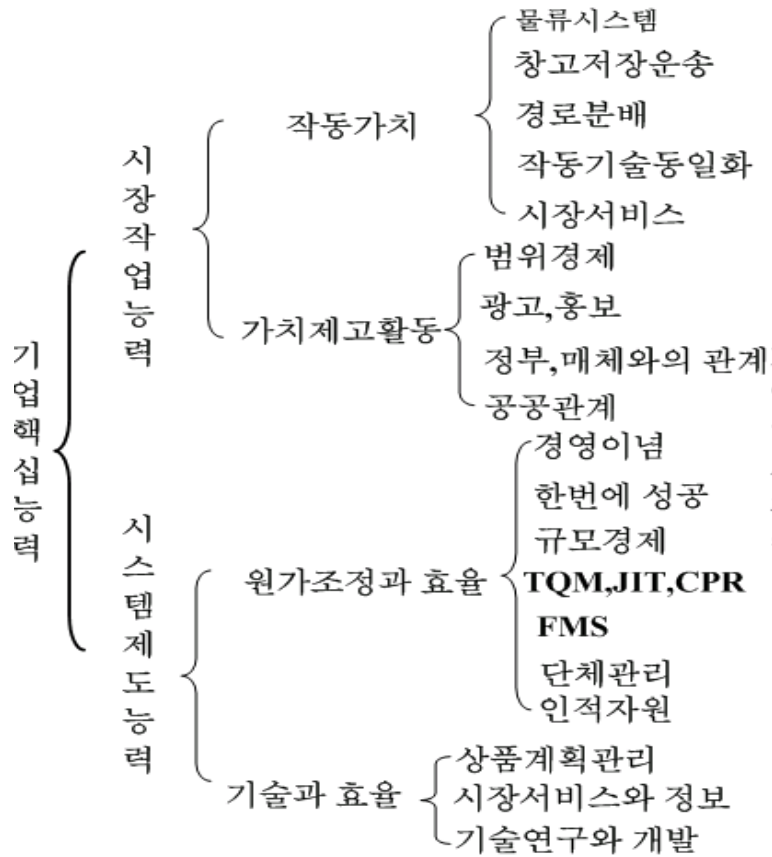 기업핵십능력
시장작업능력
작동가치
물류시스템
창고저장운송
경로분배
작동기술동일화
시장서비스
가치제고활동
범위경제
광고,홍보
정부,매체와의 관계
공공관계
시스템제도능력
원가조정과 효율
경영이념
한번에 성공
규모경제
TQM,JIT,CPR
FMS
단체관리
인적자원
기술과 효율
상품계획관리
시장서비스와 정보
기술연구와 개발